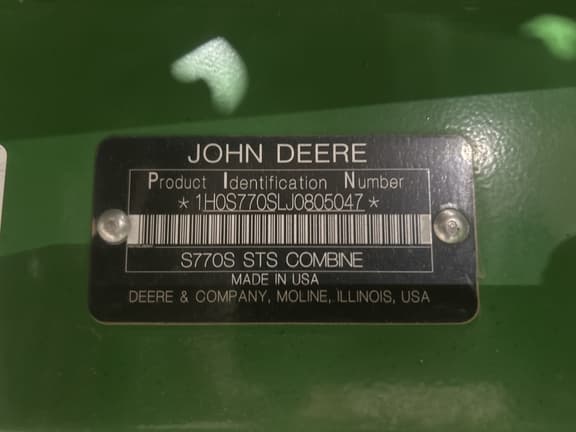 JOHN DEERE
Product Identification Number
*1H0S770SLJ0805047*
S770S STS COMBINE
MADE IN USA
DEERE & COMPANY, MOLINE, ILLINOIS, USA